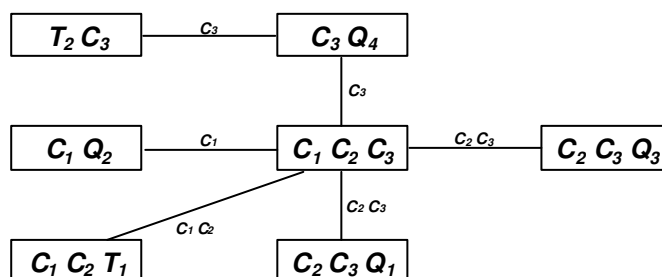 T₂ C₃
C₃
C₃ Q₄
C₃
C₁ Q₂
C₁
C₁ C₂ C₃
C₂ C₃
C₂ C₃ Q₃
C₁ C₂
C₂ C₃
C₁ C₂ T₁
C₂ C₃ Q₁